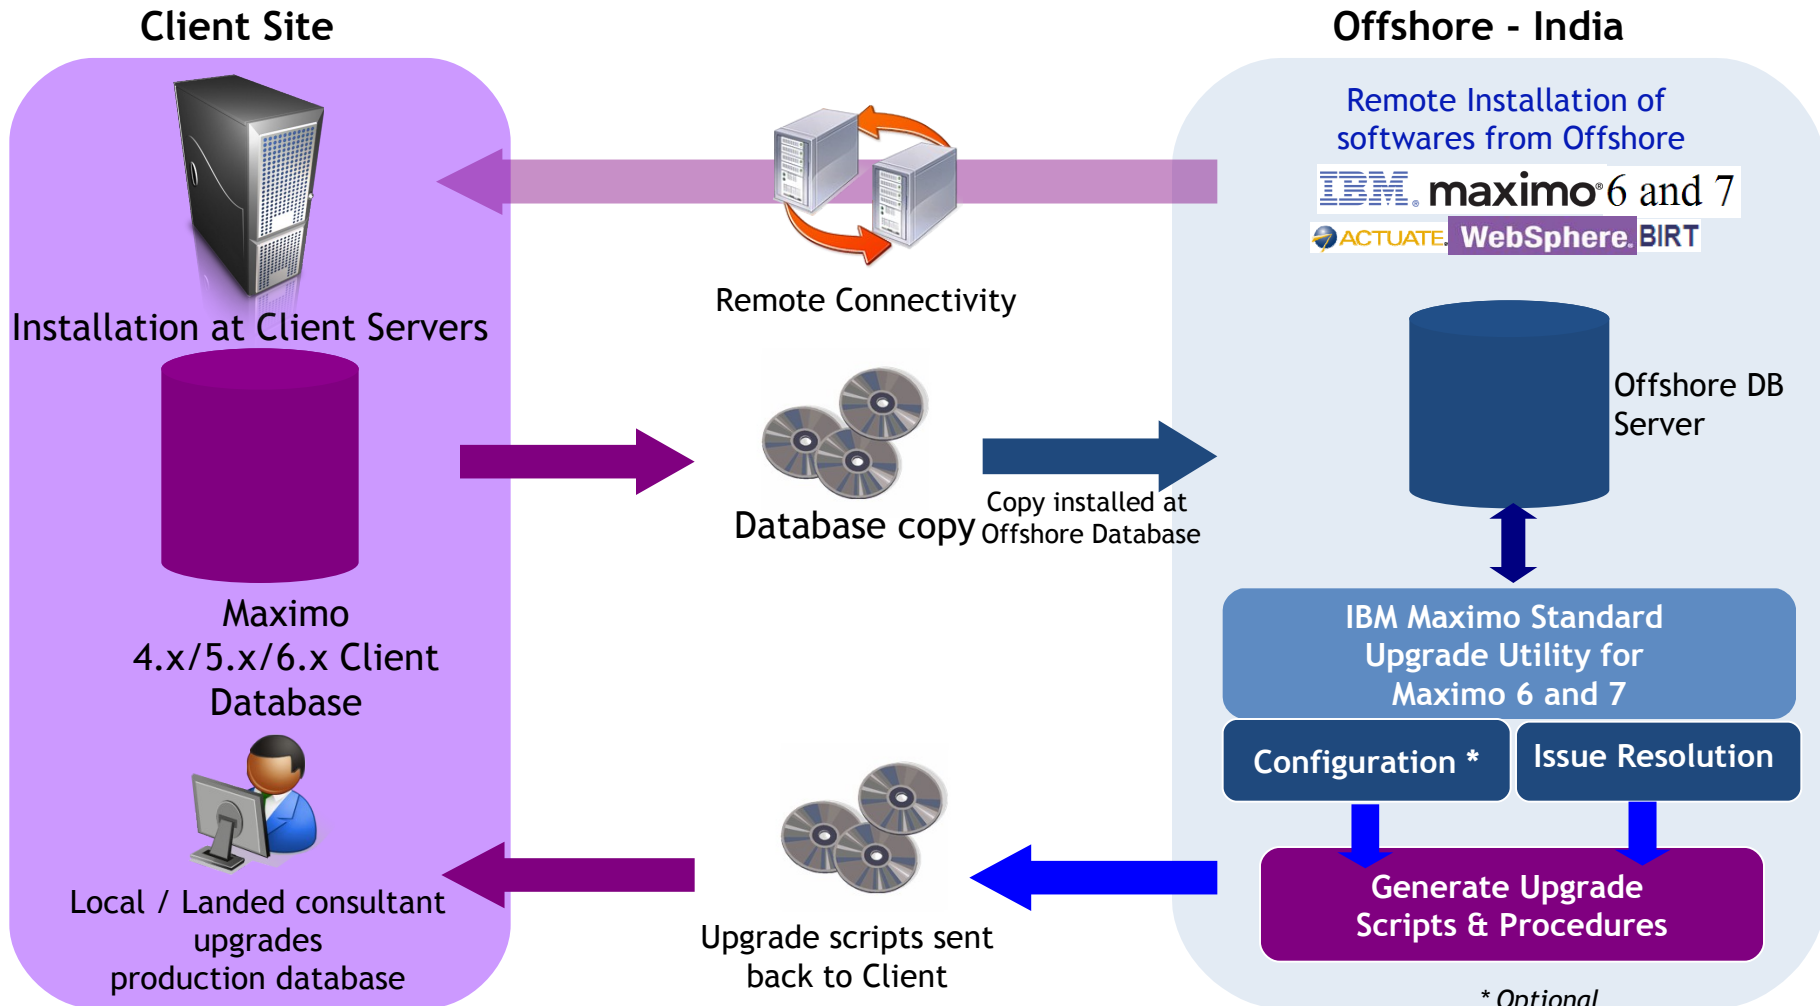 Client Site
Offshore - India
Remote Installation of
softwares from Offshore
IBM. maximo® 6 and 7
ACTUATE. WebSphere. BIRT
Installation at Client Servers
Remote Connectivity
Offshore DB
Server
Database copy
Copy installed at
Offshore Database
Maximo
4.x/5.x/6.x Client
Database
IBM Maximo Standard
Upgrade Utility for
Maximo 6 and 7
Configuration *
Issue Resolution
Local / Landed consultant
upgrades
production database
Upgrade scripts sent
back to Client
Generate Upgrade
Scripts & Procedures
* Optional